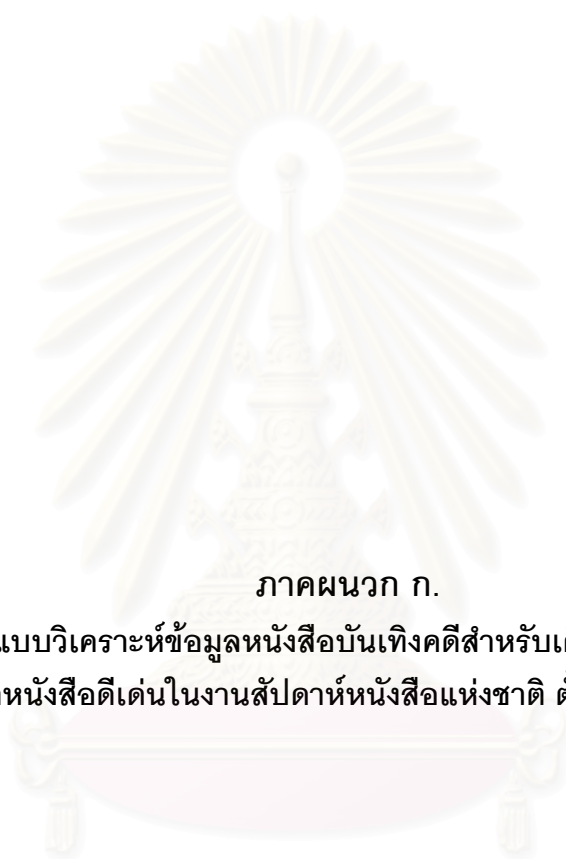 ภาคผนวก ก.
แบบวิเคราะห์ข้อมูลหนังสือบันเทิงคดีสำหรับ
หนังสือดีเด่นในงานสัปดาห์หนังสือแห่งชาติ